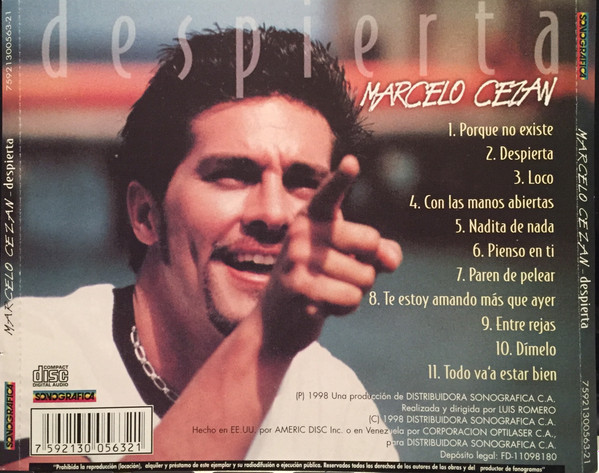 despierta
MARCELO CEZAN
1. Porque no existe
2. Despierta
3. Loco
4. Con las manos abiertas
5. Nadita de nada
6. Pienso en ti
7. Paren de pelear
8. Te estoy amando más que ayer
9. Entre rejas
10. Dímelo
11. Todo va'a estar bien
(P) 1998 Una producción de DISTRIBUIDORA SONOGRAFICA C.A.
Realizada y dirigida por LUIS ROMERO
(C) 1998 DISTRIBUIDORA SONOGRAFICA C.A.
Hecho en EE.UU. por AMERIC DISC Inc. o en Venezuela por CORPORACION OPTILASER C.A.
para DISTRIBUIDORA SONOGRAFICA C.A.
Depósito legal: FD-11098180
COMPACT
disc
DIGITAL AUDIO
SONOGRAFICA
7 592130 056321
"Prohibida la reproducción (locación), alquiler y préstamo de este ejemplar y su radiodifusión o ejecución pública. Reservados todos los derechos de los autores de las obras y del productor de fonogramas"
75921300563-21
MARCELO CEZAN - despierta
SONOGRAFICA
SONOGRAFICA
MARCELO CEZAN - despierta
75921300563-21